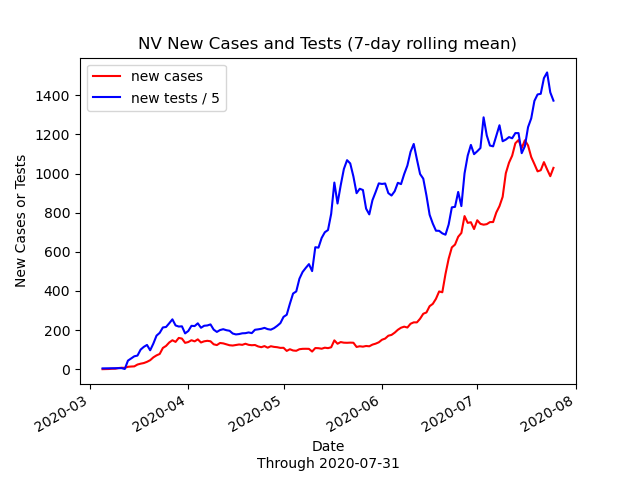 NV New Cases and Tests (7-day rolling mean)
new cases
new tests / 5
New Cases or Tests
1400
1200
1000
800
600
400
200
0
2020-03
2020-04
2020-05
2020-06
2020-07
2020-08
Date
Through 2020-07-31